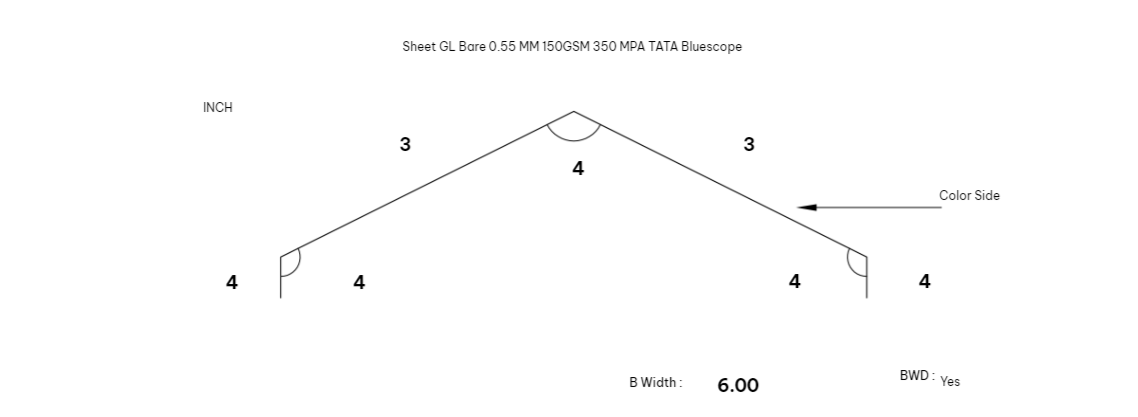 Sheet GL Bare 0.55 MM 150GSM 350 MPA TATA Bluescope
INCH
3
3
4
Color Side
4
4
4
4
B Width : 6.00
BWD : Yes